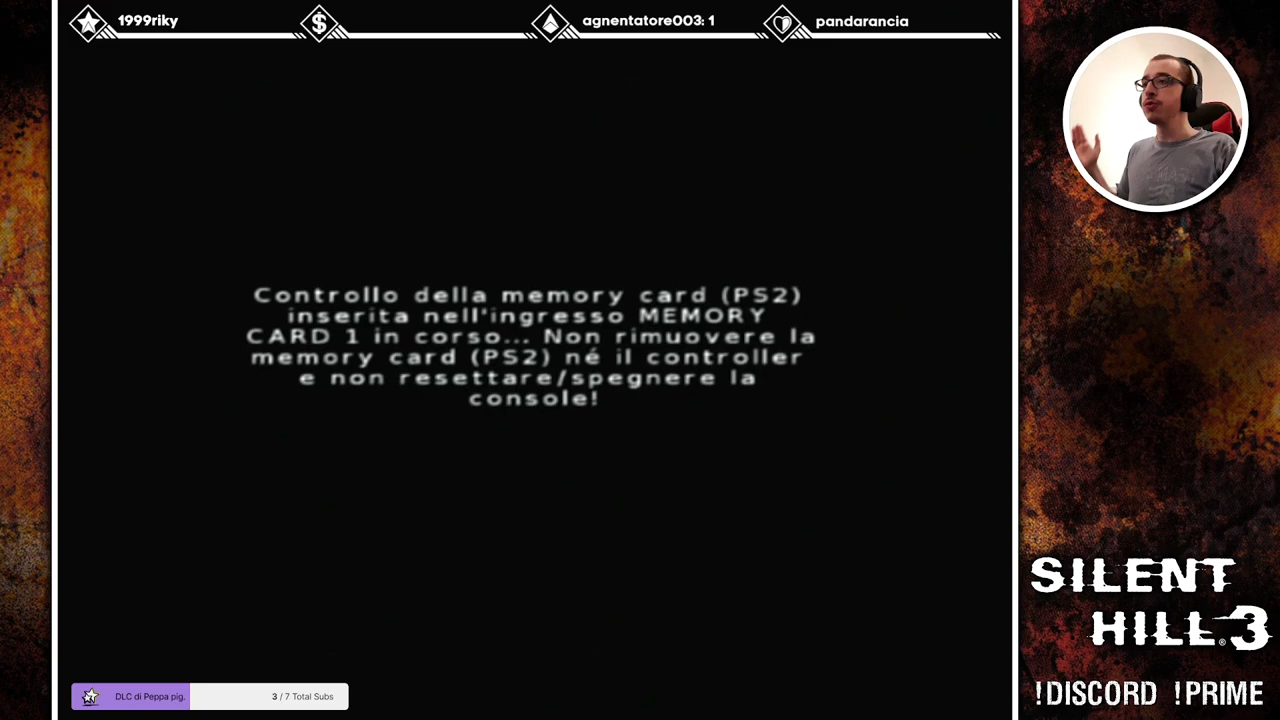 1999riky
agnentatore003: 1
pandarancia
Controllo della memory card (PS2)
inserita nell'ingresso MEMORY
CARD 1 in corso... Non rimuovere la
memory card (PS2) né il controller
e non resettare/spegnere la
console!
SILENT
HILL® 3
!DISCORD !PRIME
DLC di Peppa pig. 3 / 7 Total Subs